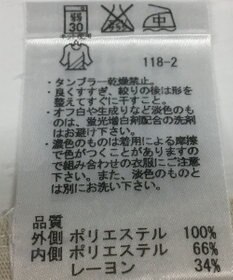 弱
30
中
118-2
・タンブラー乾燥禁止。
・良くすすぎ、絞りの後は形を
整えてすぐに干すこと。
・オフ白や生成りなど淡色のも
のは、蛍光増白剤配合の洗剤
はお避け下さい。
・濃色のものは着用による摩擦
で色がつくことがありますの
で組み合わせの衣服にご注意
下さい。また、淡色のものと
は別にお洗い下さい。
品質
外側 ポリエステル 100%
内側 ポリエステル 66%
レーヨン 34%